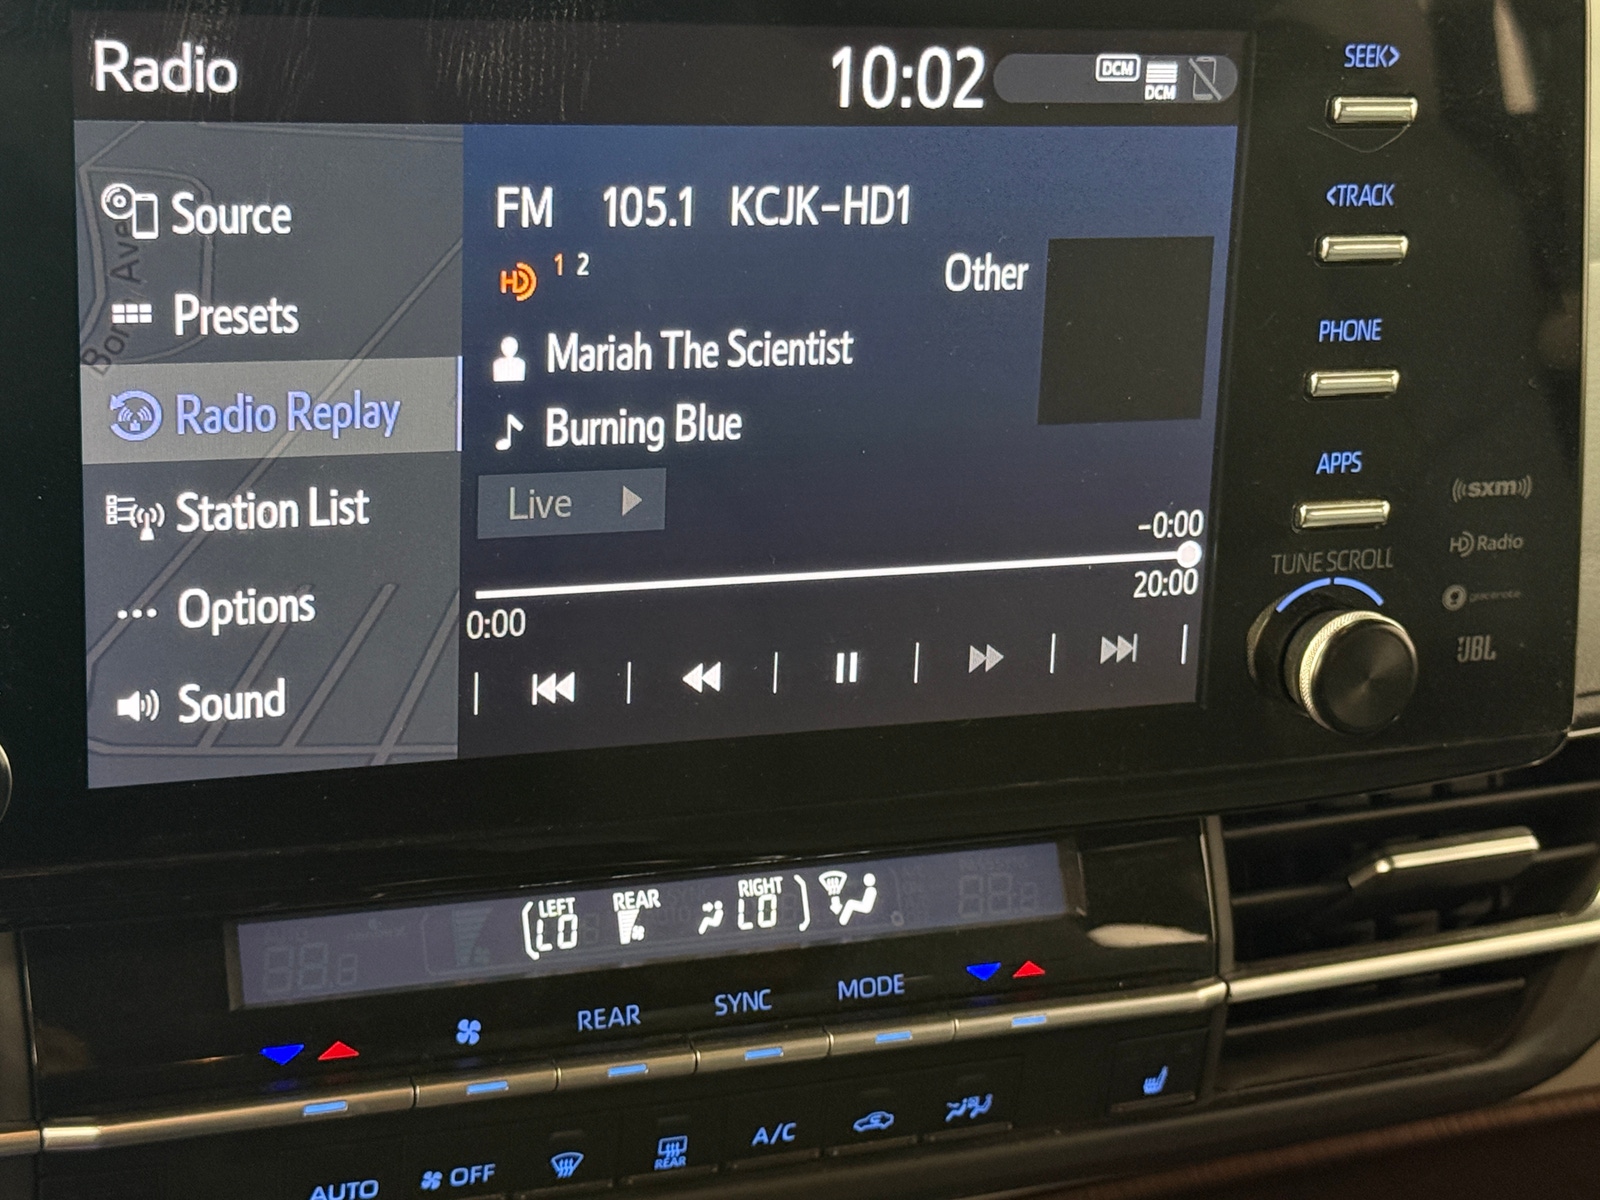 Radio
10:02
DCM
DCM
Source
Presets
Radio Replay
Station List
Options
Sound
FM 105.1 KCJK-HD1
HD 1 2
Other
Mariah The Scientist
Burning Blue
Live
-0:00
20:00
0:00
SEEK>
<TRACK
PHONE
APPS
TUNE SCROLL
((sxm))
HD Radio
gracenote
JBL
LEFT
LO
REAR
RIGHT
LO
REAR
SYNC
MODE
AUTO
OFF
REAR
A/C